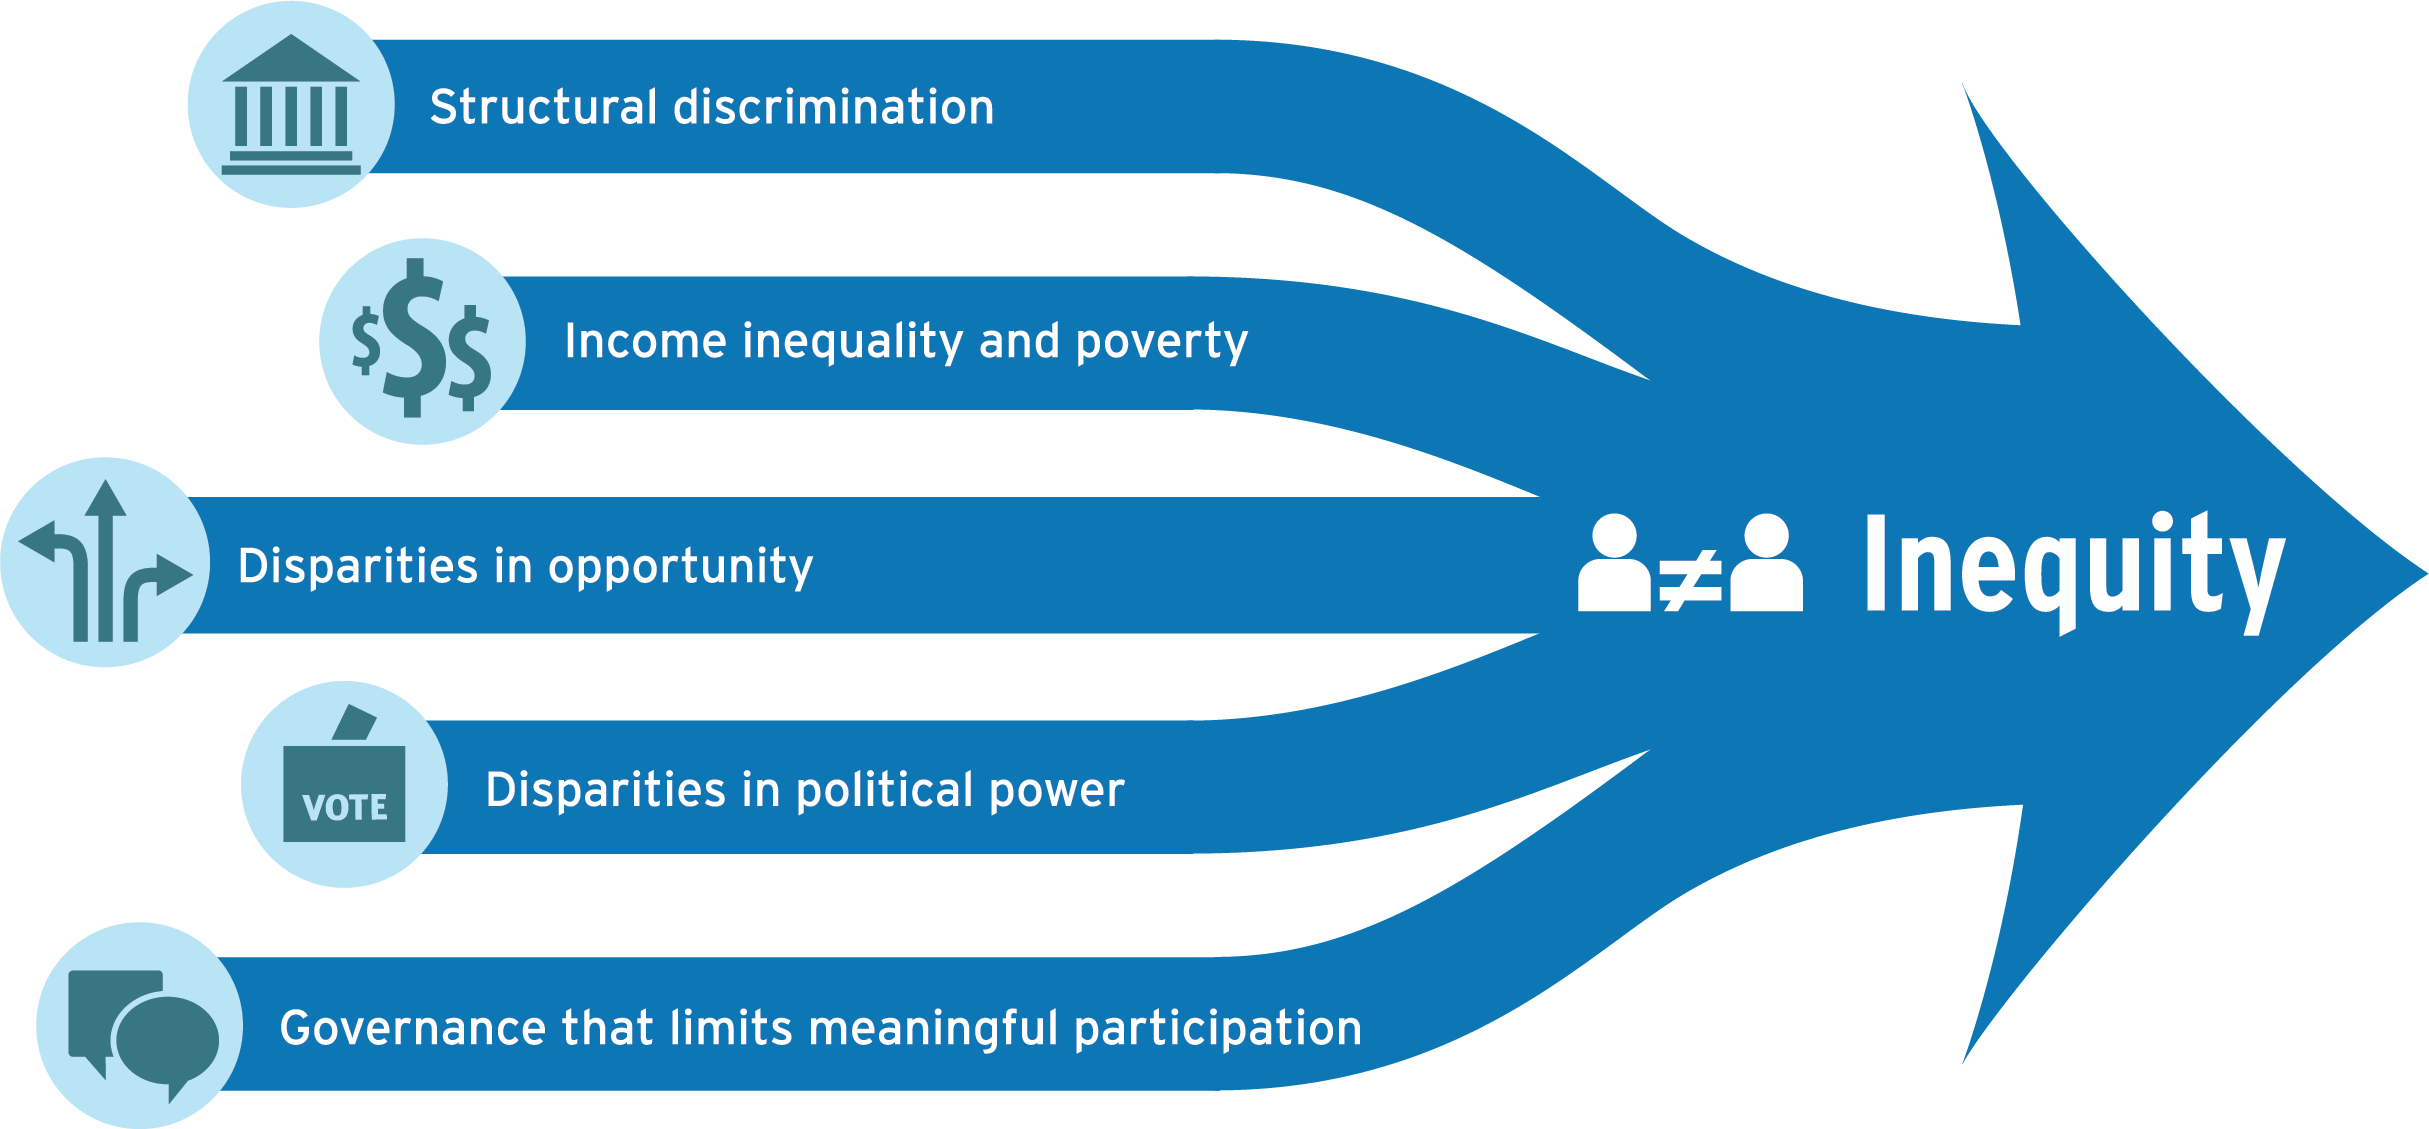 Structural discrimination
Income inequality and poverty
Disparities in opportunity
≠ Inequity
VOTE
Disparities in political power
Governance that limits meaningful participation